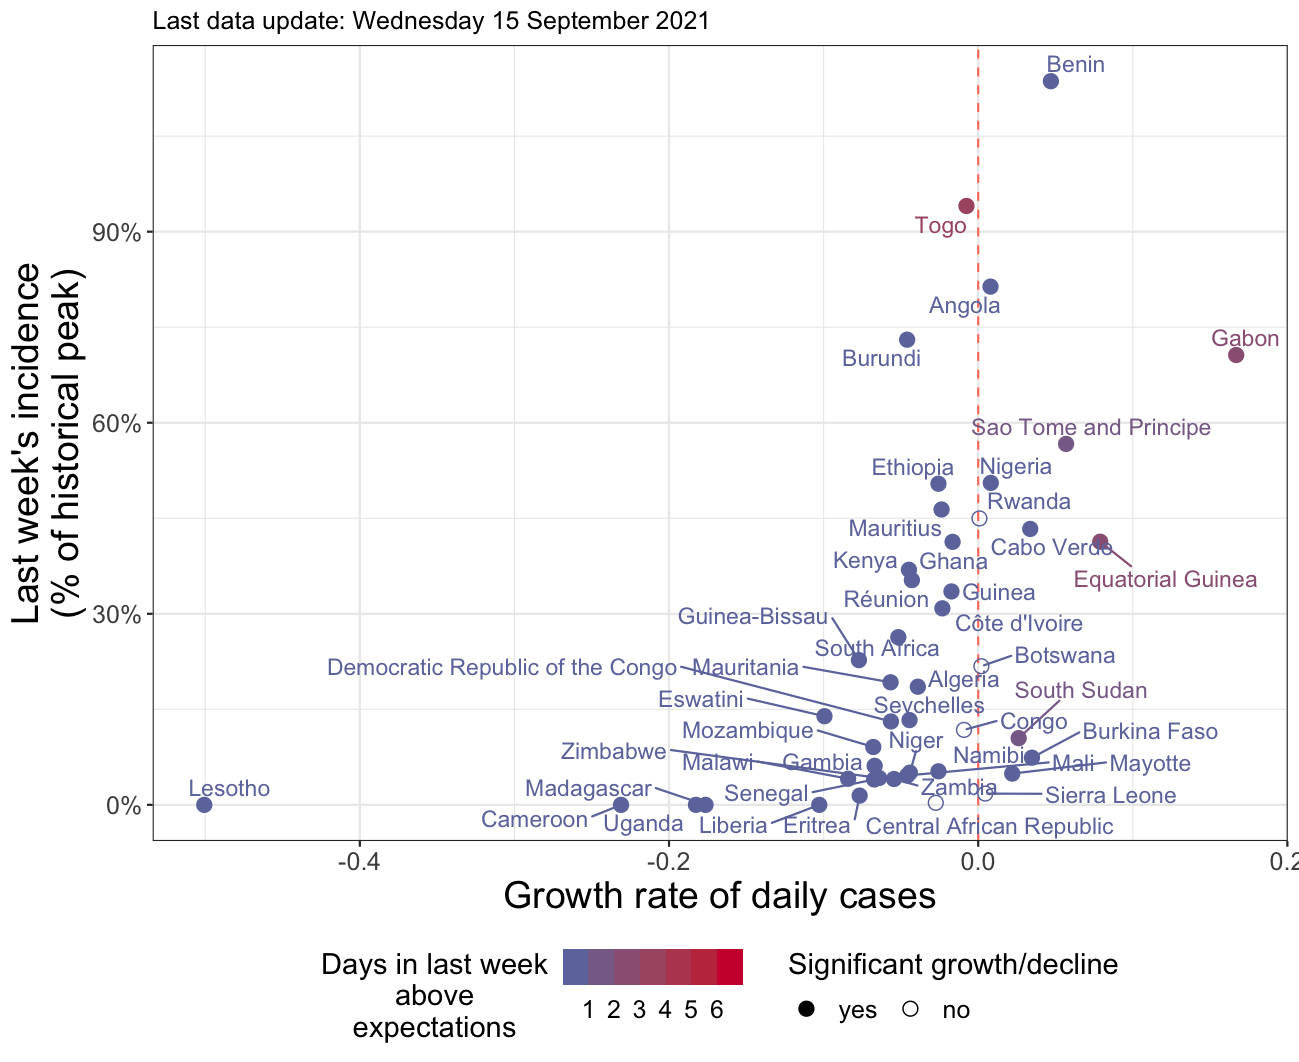 Last data update: Wednesday 15 September 2021
Last week's incidence
(% of historical peak)
90%
60%
30%
0%
Benin
Togo
Angola
Burundi
Gabon
Sao Tome and Principe
Ethiopia
Nigeria
Rwanda
Mauritius
Cabo Verde
Kenya
Ghana
Equatorial Guinea
Réunion
Guinea
Guinea-Bissau
Côte d'Ivoire
South Africa
Botswana
Democratic Republic of the Congo
Mauritania
Algeria
South Sudan
Eswatini
Seychelles
Congo
Mozambique
Niger
Burkina Faso
Zimbabwe
Malawi
Gambia
Namibia
Mali
Mayotte
Lesotho
Madagascar
Senegal
Zambia
Sierra Leone
Cameroon
Uganda
Liberia
Eritrea
Central African Republic
-0.4
-0.2
0.0
0.2
Growth rate of daily cases
Days in last week
above
expectations
1 2 3 4 5 6
Significant growth/decline
yes
no